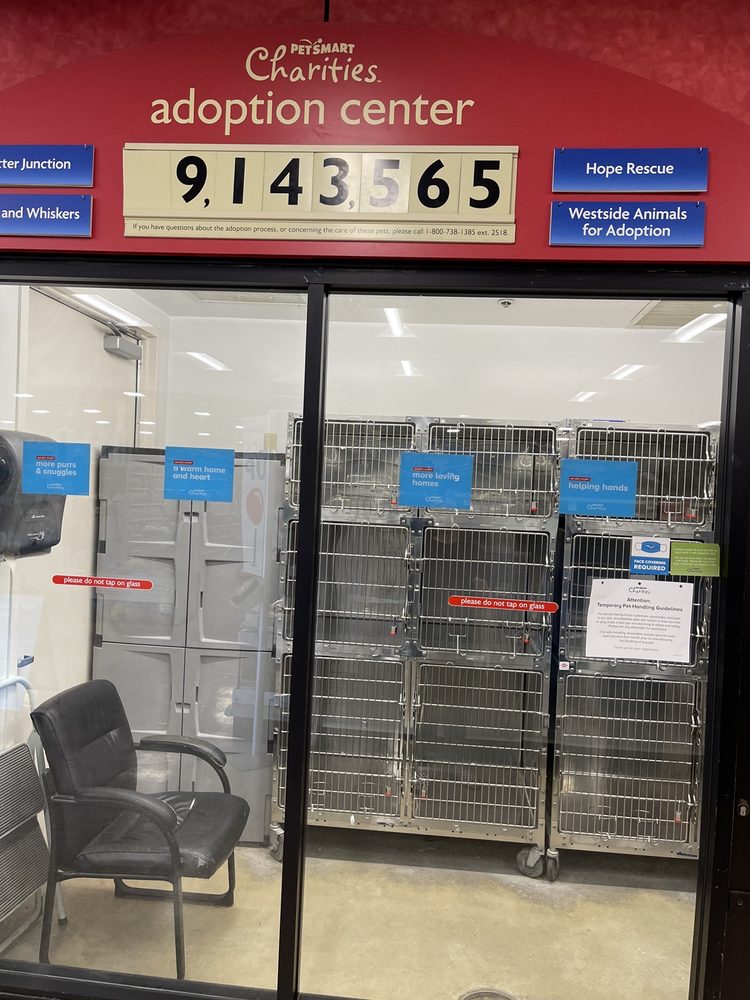 PETSMART
Charities
adoption center
tter Junction
and Whiskers
9,143,565
If you have questions about the adoption process, or concerning the care of these pets, please call 1-800-738-1385 ext. 2518.
Hope Rescue
Westside Animals
for Adoption
more purrs
& snuggles
a warm home
and heart
more loving
homes
helping hands
please do not tap on glass
please do not tap on glass
FACE COVERING
REQUIRED
Charities
Attention:
Temporary Pet-Handling Guidelines